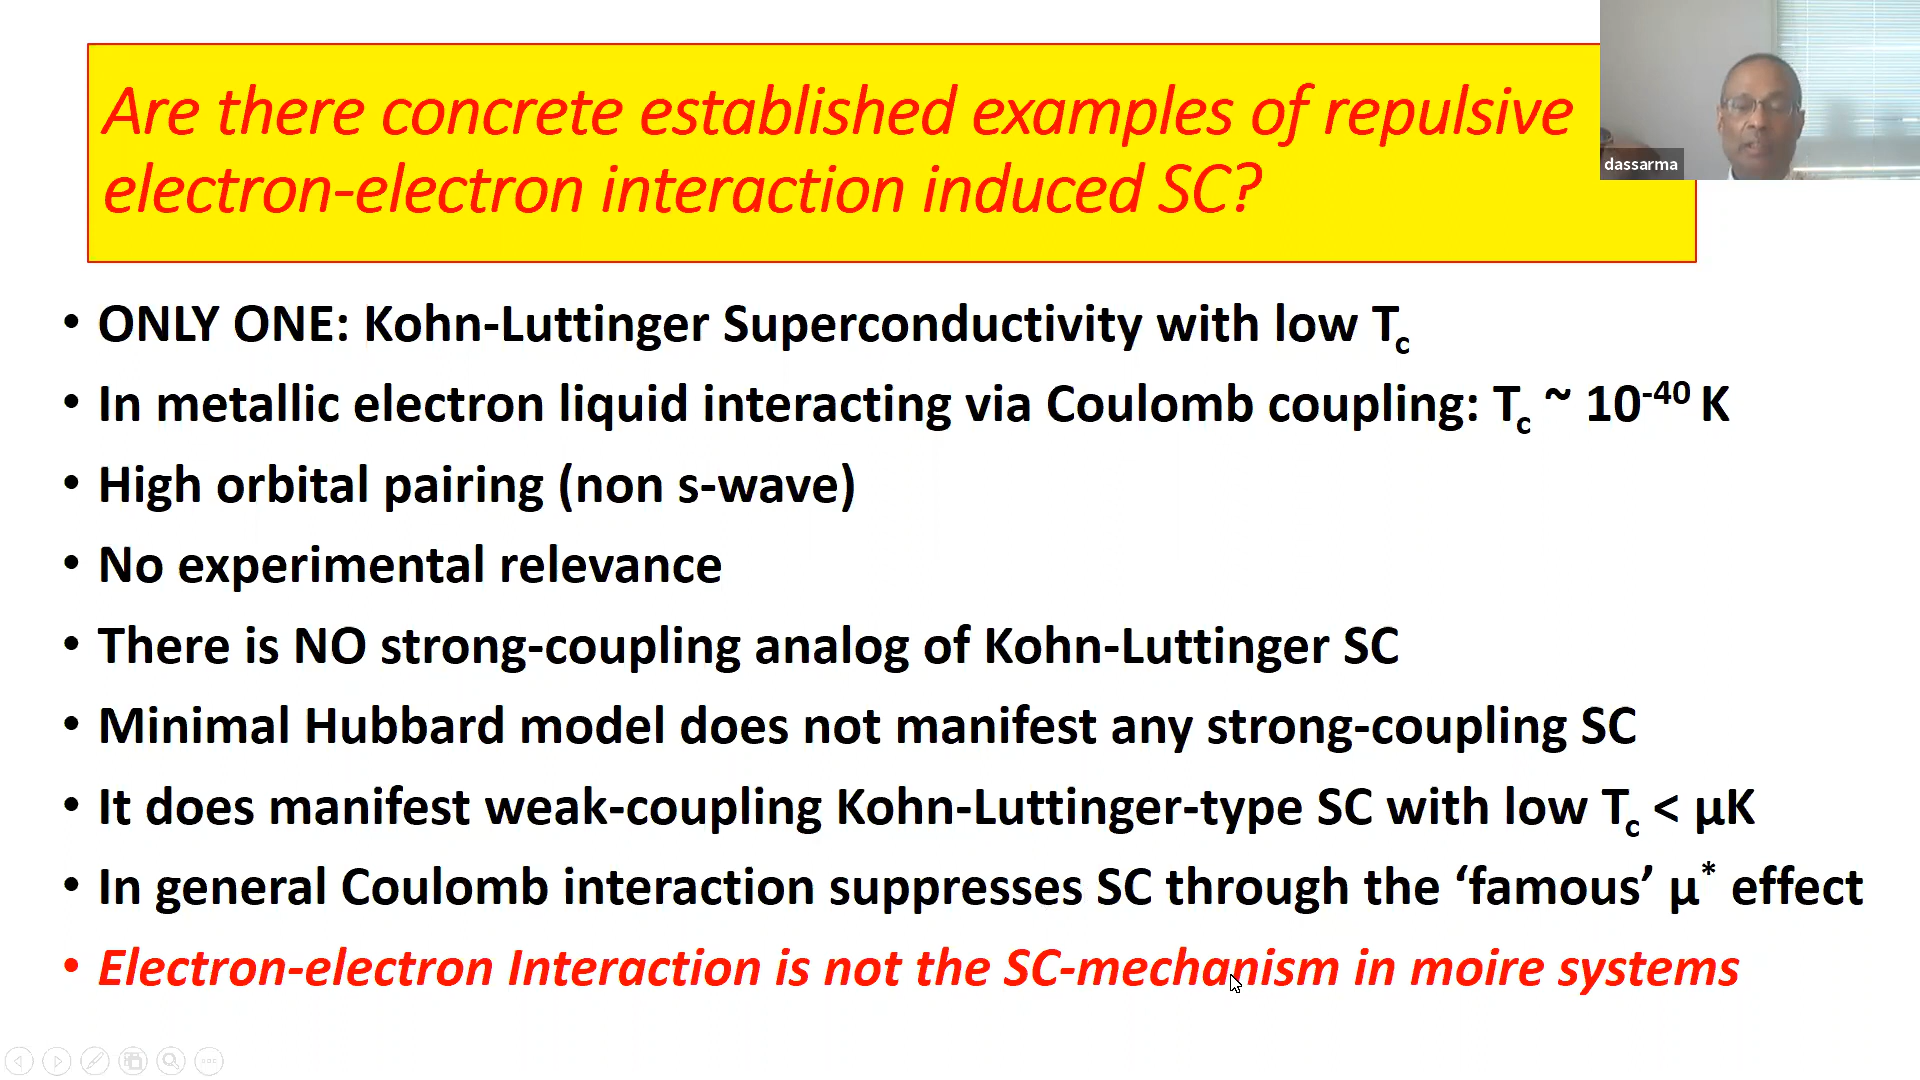 Are there concrete established examples of repulsive
electron-electron interaction induced SC?
dassarma
• ONLY ONE: Kohn-Luttinger Superconductivity with low Tc
• In metallic electron liquid interacting via Coulomb coupling: Tc ~ 10-40 K
• High orbital pairing (non s-wave)
• No experimental relevance
• There is NO strong-coupling analog of Kohn-Luttinger SC
• Minimal Hubbard model does not manifest any strong-coupling SC
• It does manifest weak-coupling Kohn-Luttinger-type SC with low Tc < µK
• In general Coulomb interaction suppresses SC through the ‘famous’ µ* effect
• Electron-electron Interaction is not the SC-mechanism in moire systems